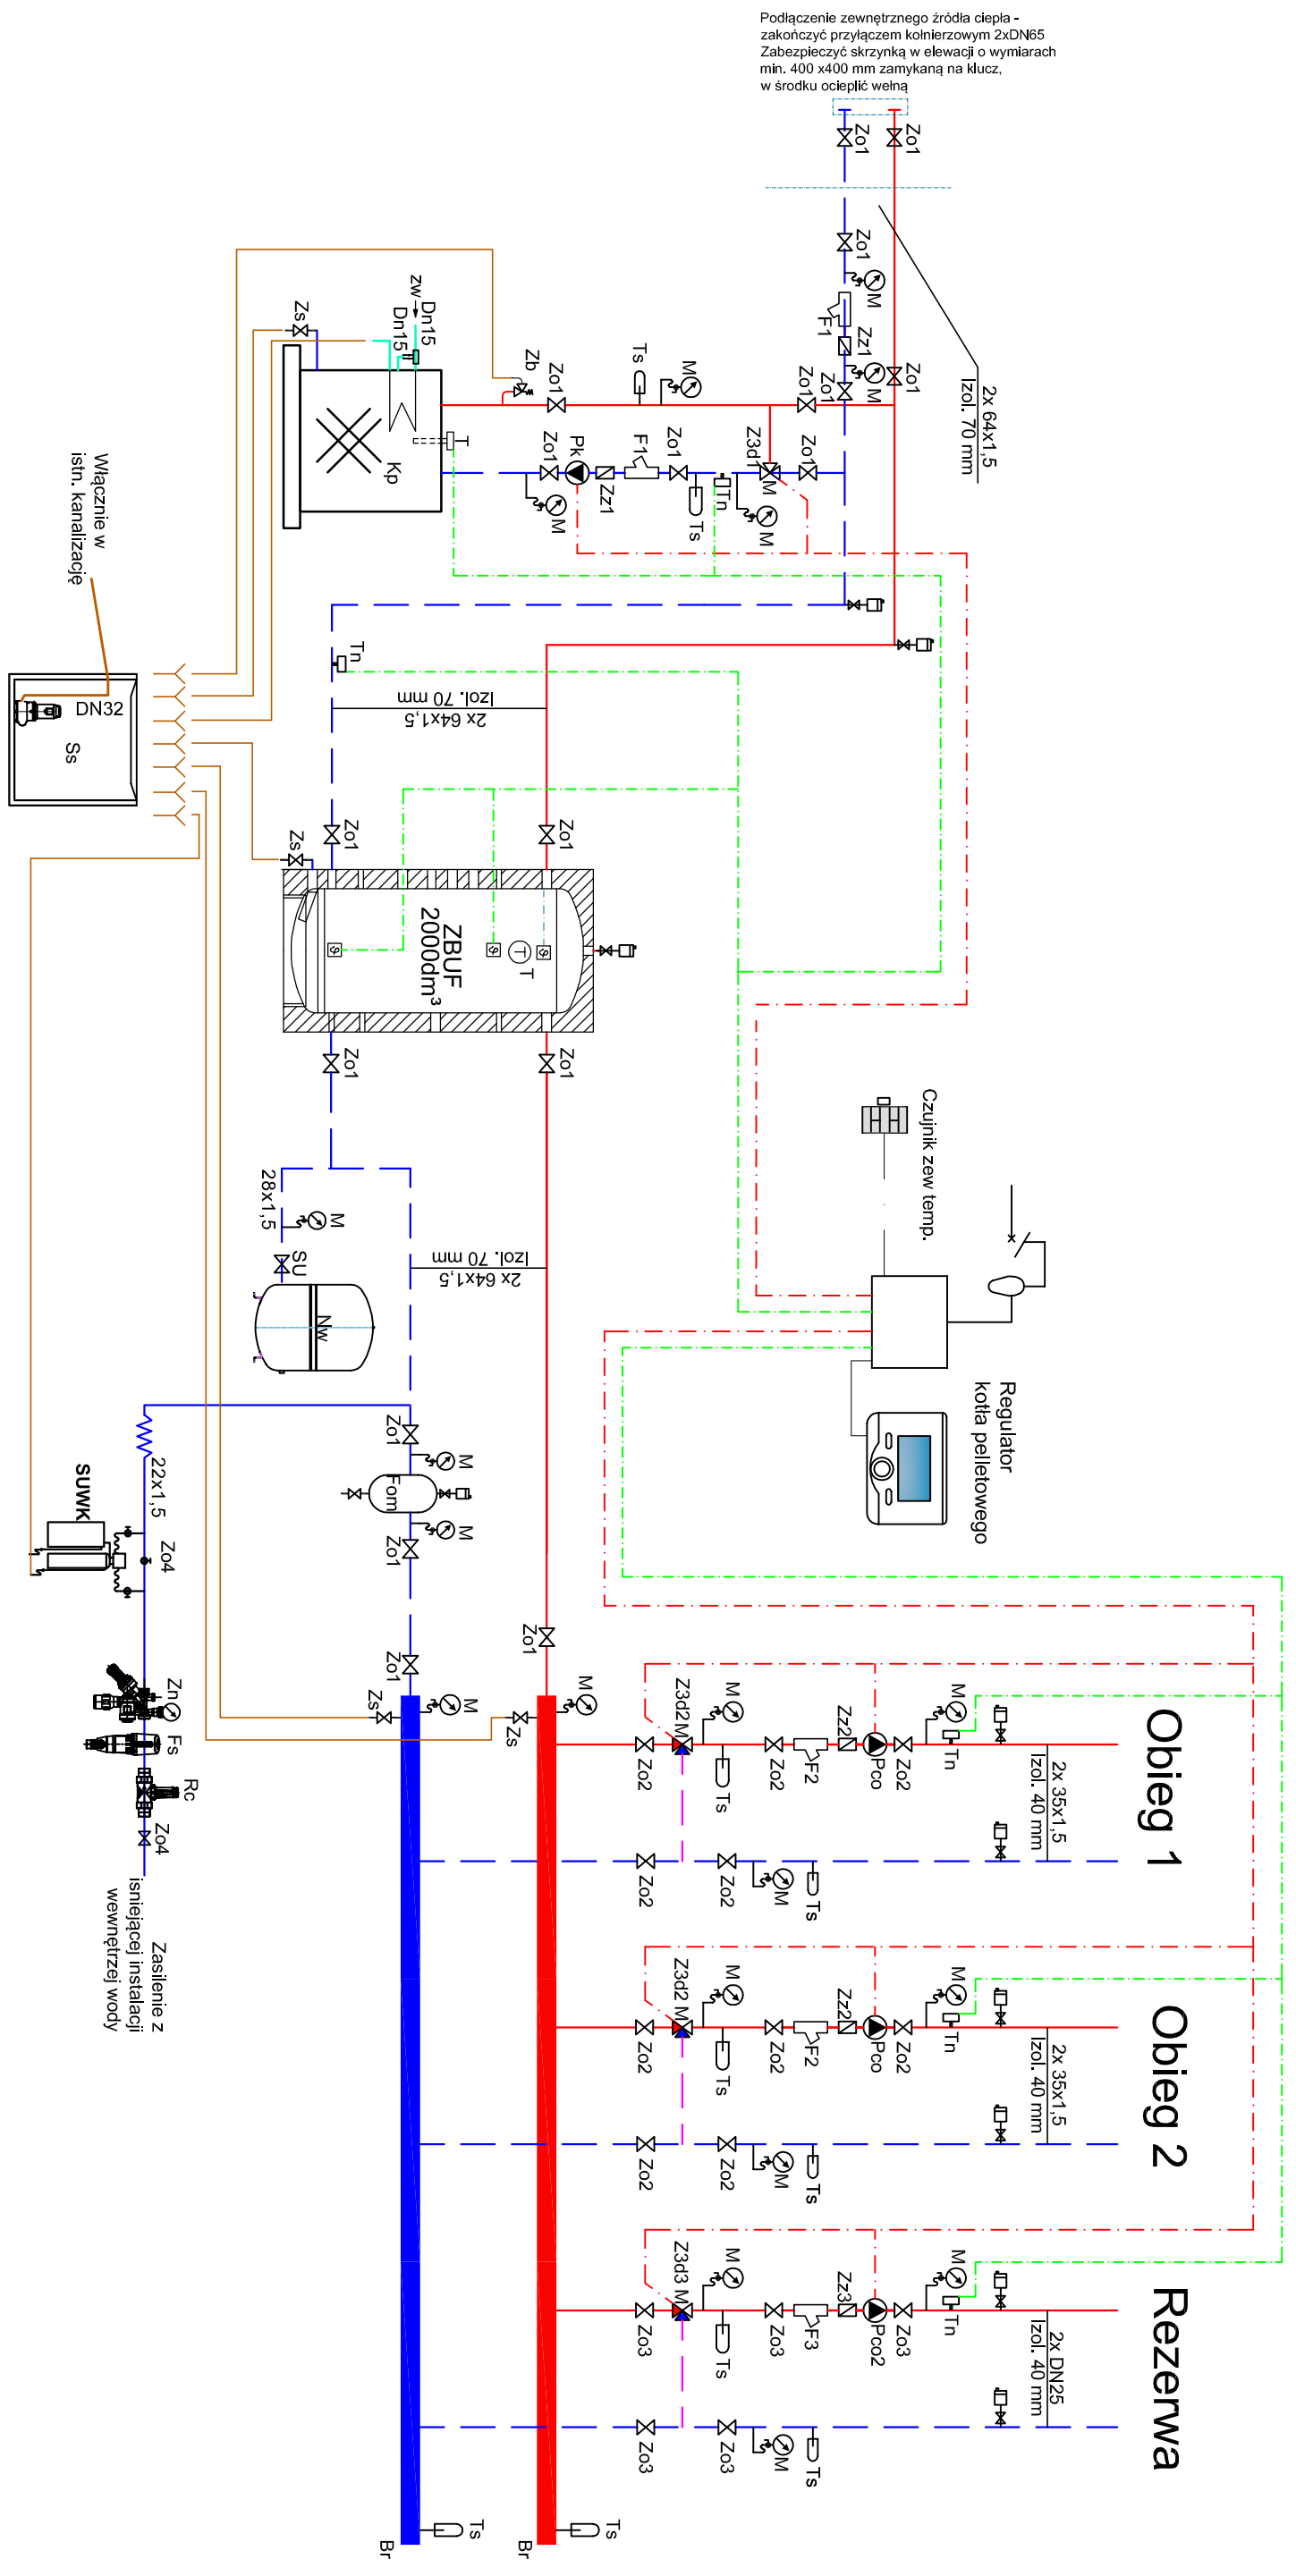 Podłączenie zewnętrznego źródła ciepła -
zakończyć przyłączem kołnierzowym 2xDN65
Zabezpieczyć skrzynką w elewacji o wymiarach
min. 400 x400 mm zamykaną na klucz,
w środku ocieplić wełną
Zo1
Zo1
Zo1
M
F1
Zz1
M
Zo1
Zo1
2x 64x1,5
Izol. 70 mm
zw
Dn15
Dn15
Zs
Zb
Zo1
Ts
M
Zo1
T
Kp
Zo1
Pk
M
Zz1
F1
Zo1
Ts
Tn
M
Z3d1
M
Zo1
Włącznie w
istn. kanalizację
DN32
Ss
Tn
2x 64x1,5
Izol. 70 mm
Zo1
Zo1
Zs
ZBUF
2000dm³
T
T
Zo1
Zo1
Czujnik zew temp.
28x1,5
M
SU
Nw
2x 64x1,5
Izol. 70 mm
Regulator
kotła pelletowego
Zo1
M
Fom
M
Zo1
22x1,5
SUWK
Zo4
Zn
Fs
Rc
Zo4
Zasilenie z
isniejącej instalacji
wewnętrzej wody
Zo1
Zo1
Zs
M
Zs
M
Obieg 1
2x 35x1,5
Izol. 40 mm
Zo2
Z3d2
M
M
Ts
Zo2
F2
Zz2
Pco
Zo2
M
Tn
Zo2
Zo2
M
Ts
Obieg 2
2x 35x1,5
Izol. 40 mm
Zo2
Z3d2
M
M
Ts
Zo2
F2
Zz2
Pco
Zo2
M
Tn
Zo2
Zo2
M
Ts
Rezerwa
2x DN25
Izol. 40 mm
Zo3
Z3d3
M
M
Ts
Zo3
F3
Zz3
Pco2
Zo3
M
Tn
Zo3
Zo3
M
Ts
Ts
Br
Ts
Br